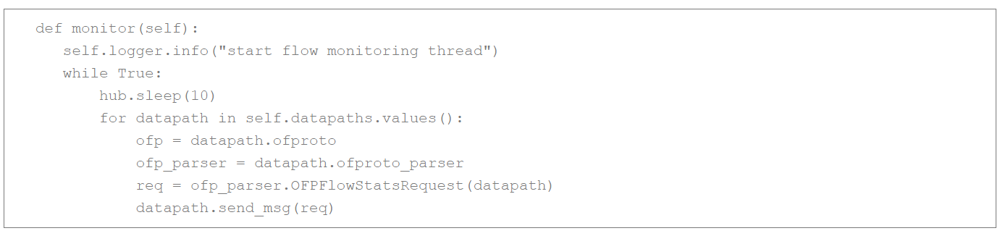 def monitor(self):
self.logger.info("start flow monitoring thread")
while True:
hub.sleep(10)
for datapath in self.datapaths.values():
ofp = datapath.ofproto
ofp_parser = datapath.ofproto_parser
req = ofp_parser.OFPFlowStatsRequest(datapath)
datapath.send_msg(req)